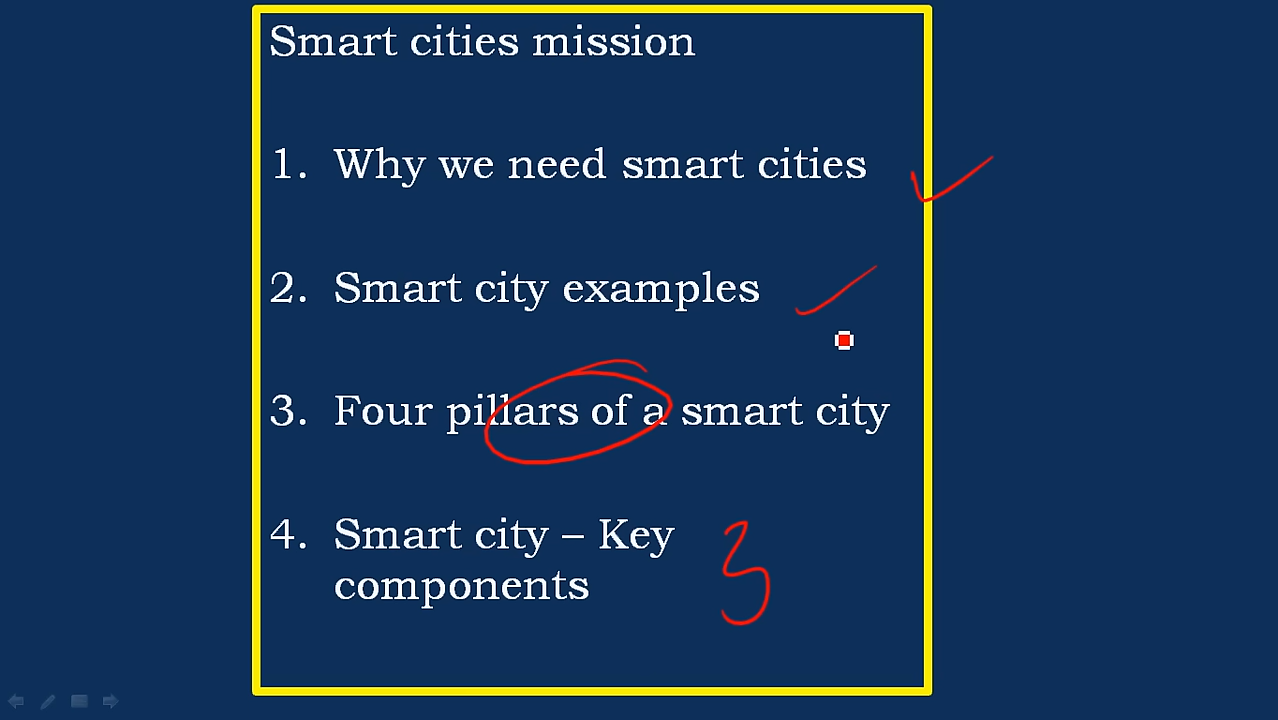 Smart cities mission
1. Why we need smart cities
2. Smart city examples
3. Four pillars of a smart city
4. Smart city – Key
components
3